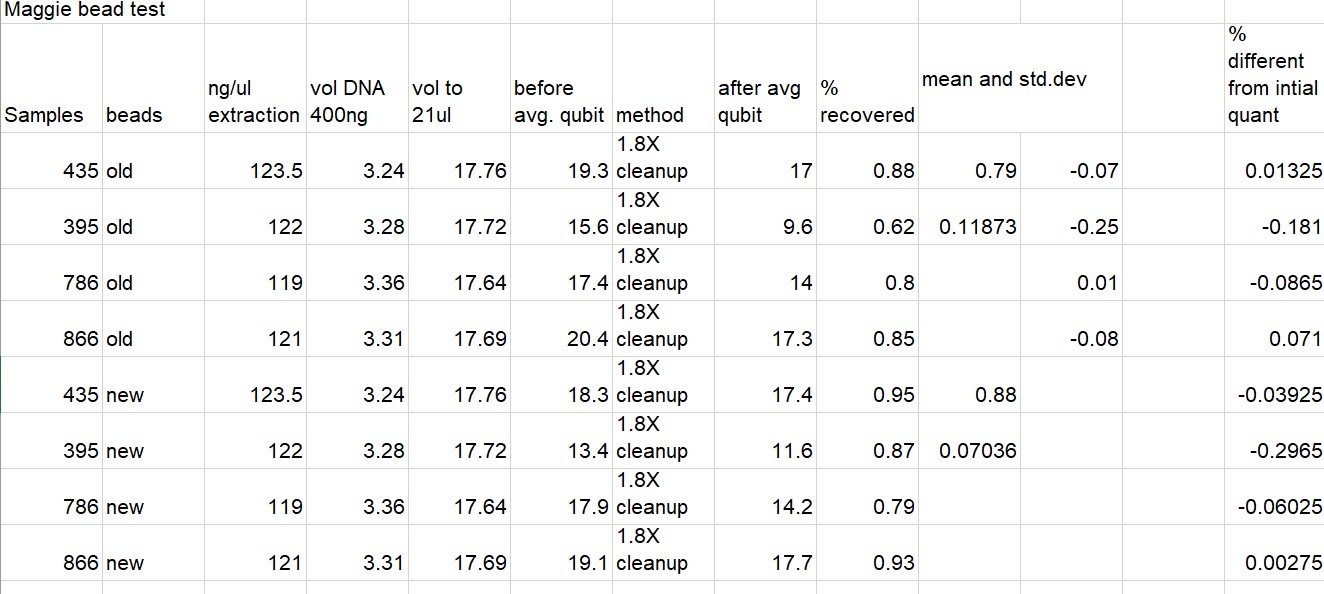 Maggie bead test
Samples beads ng/ul extraction vol DNA 400ng vol to 21ul before avg. qubit method after avg qubit % recovered mean and std.dev % different from intial quant
435 old 123.5 3.24 17.76 19.3 1.8X cleanup 17 0.88 0.79 -0.07 0.01325
395 old 122 3.28 17.72 15.6 1.8X cleanup 9.6 0.62 0.11873 -0.25 -0.181
786 old 119 3.36 17.64 17.4 1.8X cleanup 14 0.8 0.01 -0.0865
866 old 121 3.31 17.69 20.4 1.8X cleanup 17.3 0.85 -0.08 0.071
435 new 123.5 3.24 17.76 18.3 1.8X cleanup 17.4 0.95 0.88 -0.03925
395 new 122 3.28 17.72 13.4 1.8X cleanup 11.6 0.87 0.07036 -0.2965
786 new 119 3.36 17.64 17.9 1.8X cleanup 14.2 0.79 -0.06025
866 new 121 3.31 17.69 19.1 1.8X cleanup 17.7 0.93 0.00275